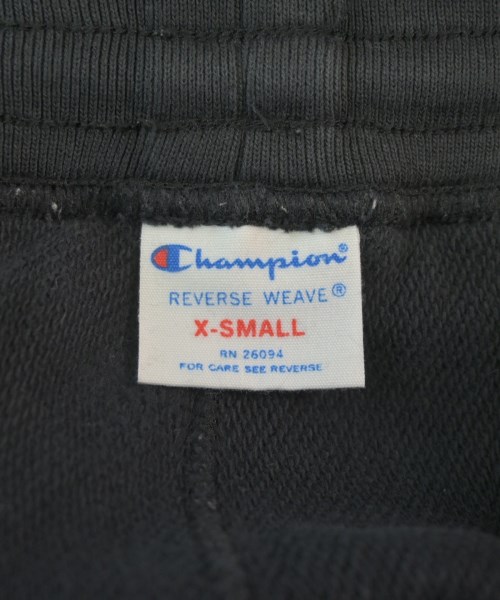 Champion®
REVERSE WEAVE®
X-SMALL
RN 26094
FOR CARE SEE REVERSE